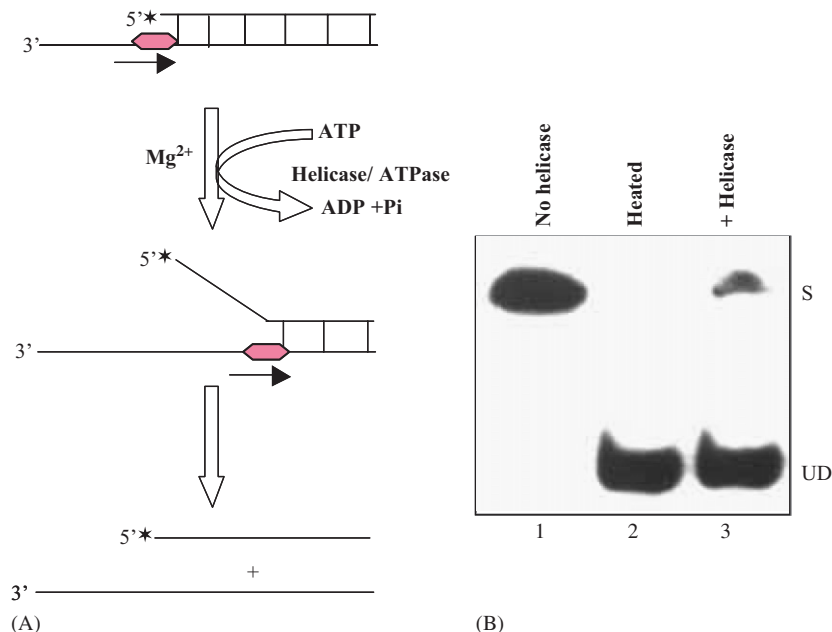 5’★
3’
Mg²⁺
ATP
Helicase/ ATPase
ADP +Pi
5’★
3’
5’★
+
3’
(A)
No helicase
Heated
+ Helicase
S
UD
1 2 3
(B)